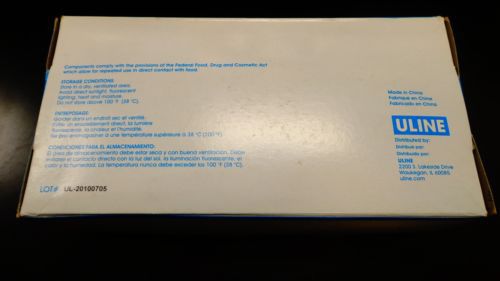 Components comply with the provisions of the Federal Food, Drug and Cosmetic Act
which allow for repeated use in direct contact with food.
STORAGE CONDITIONS:
Store in a dry, ventilated area.
Avoid direct sunlight, fluorescent
lighting, heat and moisture.
Do not store above 100°F (38°C).
ENTREPOSAGE:
Garder dans un endroit sec et ventilé.
Éviter un ensoleillement direct, la lumière
fluorescente, la chaleur et l'humidité.
Ne pas emmagasiner à une température supérieure à 38 °C (100°F).
CONDICIONES PARA EL ALMACENAMIENTO:
El área de almacenamiento debe estar seca y con buena ventilación. Debe
evitarse el contacto directo con la luz del sol, la iluminación fluorescente, el
calor y la humedad. La temperatura nunca debe exceder los 100 °F (38°C).
LOT#: UL-20100705
Made in China
Fabriqué en China
Fabricado en China
ULINE
Distributed by:
Distribué par:
Distribuido por:
ULINE
2200 S. Lakeside Drive
Waukegan, IL 60085
uline.com